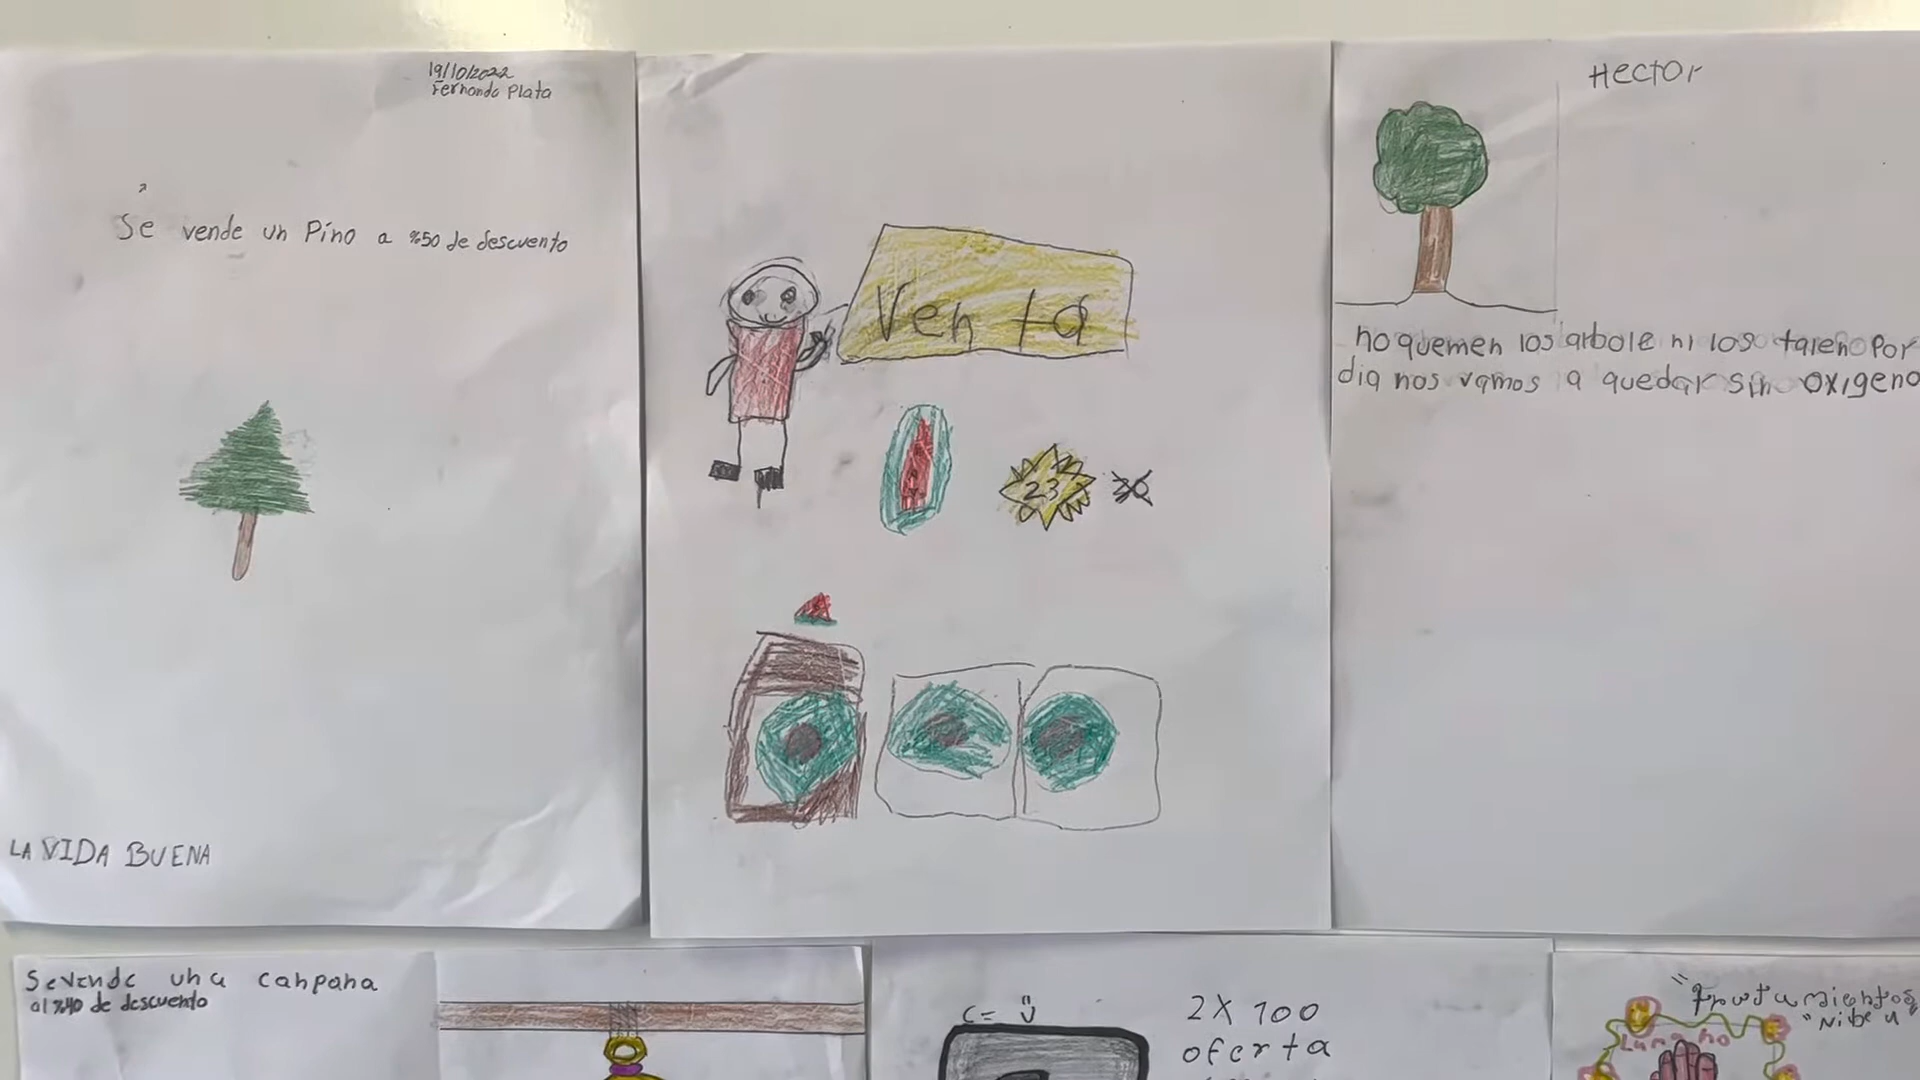 19/10/2022
Fernando Plata
Se vende un Pino a %50 de descuento
LA VIDA BUENA
Venta
23 30
Hector
no quemen los arbole ni los talen Por
dia nos vamos a quedar sin oxigeno
Sevende una canpana
al %40 de descuento
C= Ü
2X100
oferta